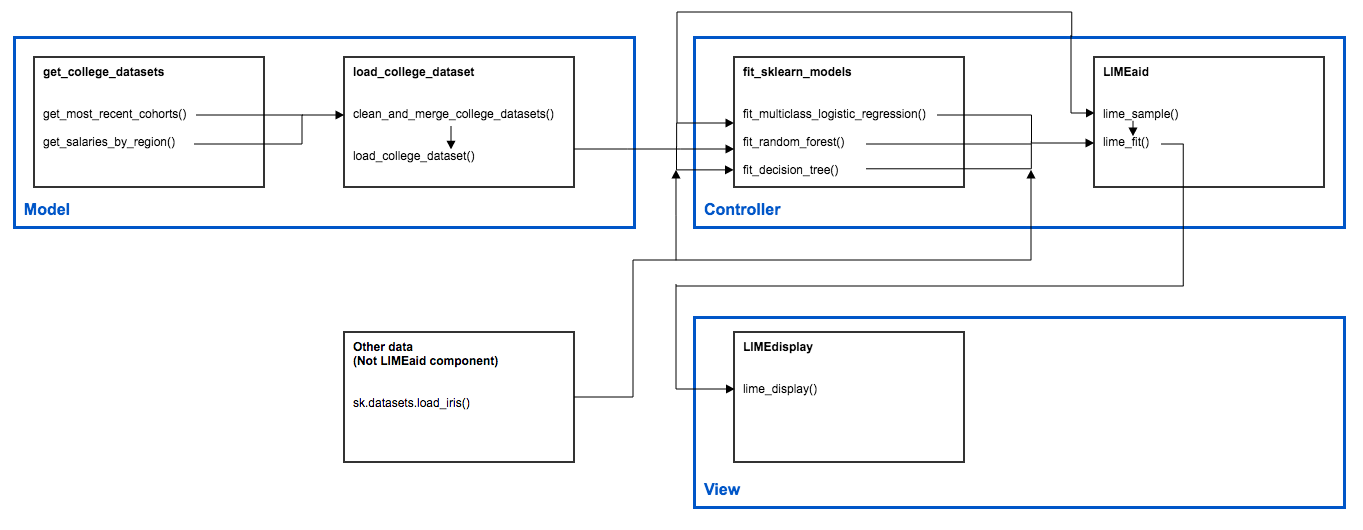 get_college_datasets
get_most_recent_cohorts()
get_salaries_by_region()
load_college_dataset
clean_and_merge_college_datasets()
load_college_dataset()
Model
fit_sklearn_models
fit_multiclass_logistic_regression()
fit_random_forest()
fit_decision_tree()
LIMEaid
lime_sample()
lime_fit()
Controller
Other data
(Not LIMEaid component)
sk.datasets.load_iris()
LIMEdisplay
lime_display()
View